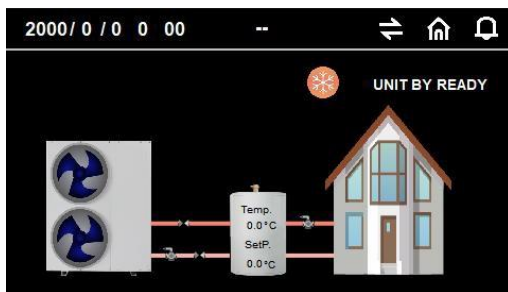 2000/ 0 / 0 0 00 --
UNIT BY READY
Temp.
0.0°C
SetP.
0.0°C